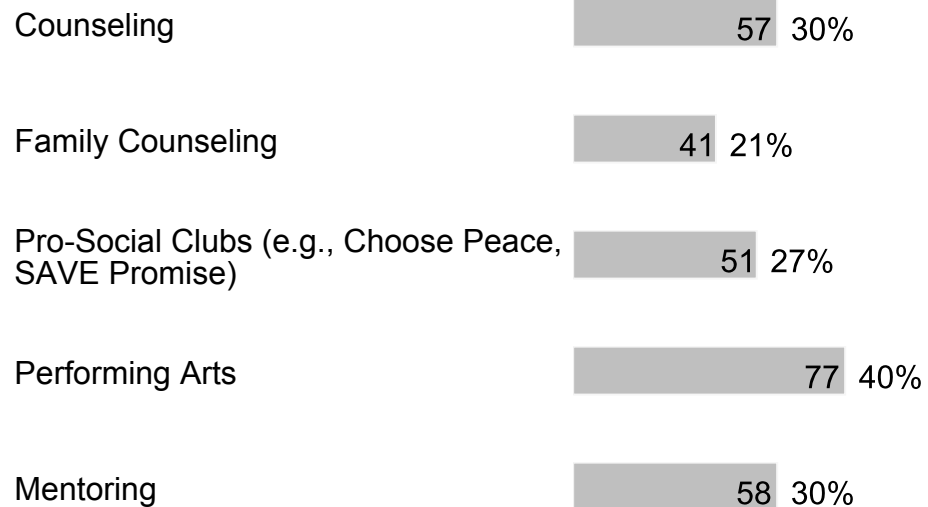 Counseling 57 30%
Family Counseling 41 21%
Pro-Social Clubs (e.g., Choose Peace,
SAVE Promise) 51 27%
Performing Arts 77 40%
Mentoring 58 30%